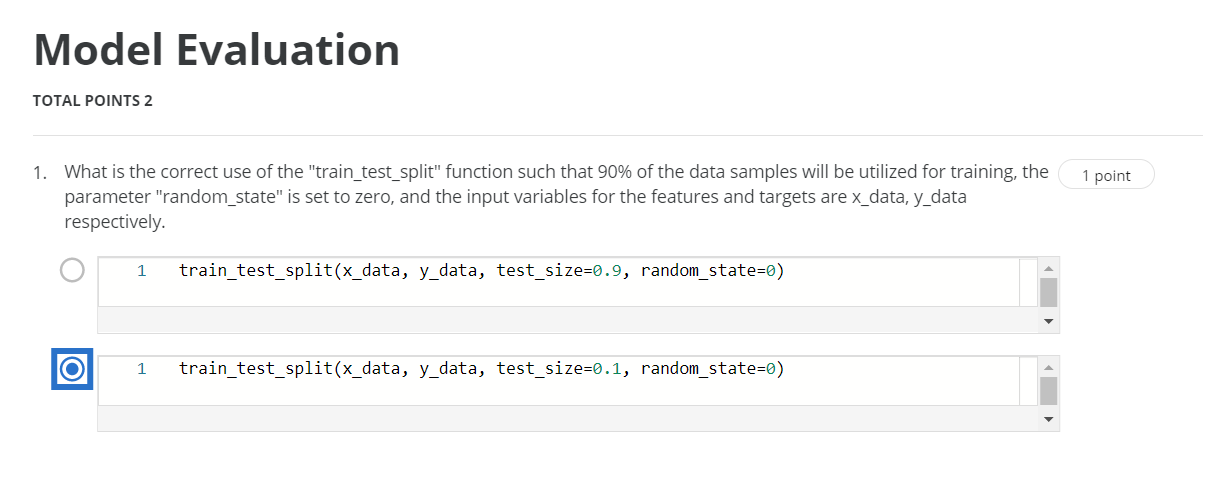 Model Evaluation
TOTAL POINTS 2
1. What is the correct use of the "train_test_split" function such that 90% of the data samples will be utilized for training, the
parameter "random_state" is set to zero, and the input variables for the features and targets are x_data, y_data
respectively.
1 point
1 train_test_split(x_data, y_data, test_size=0.9, random_state=0)
1 train_test_split(x_data, y_data, test_size=0.1, random_state=0)